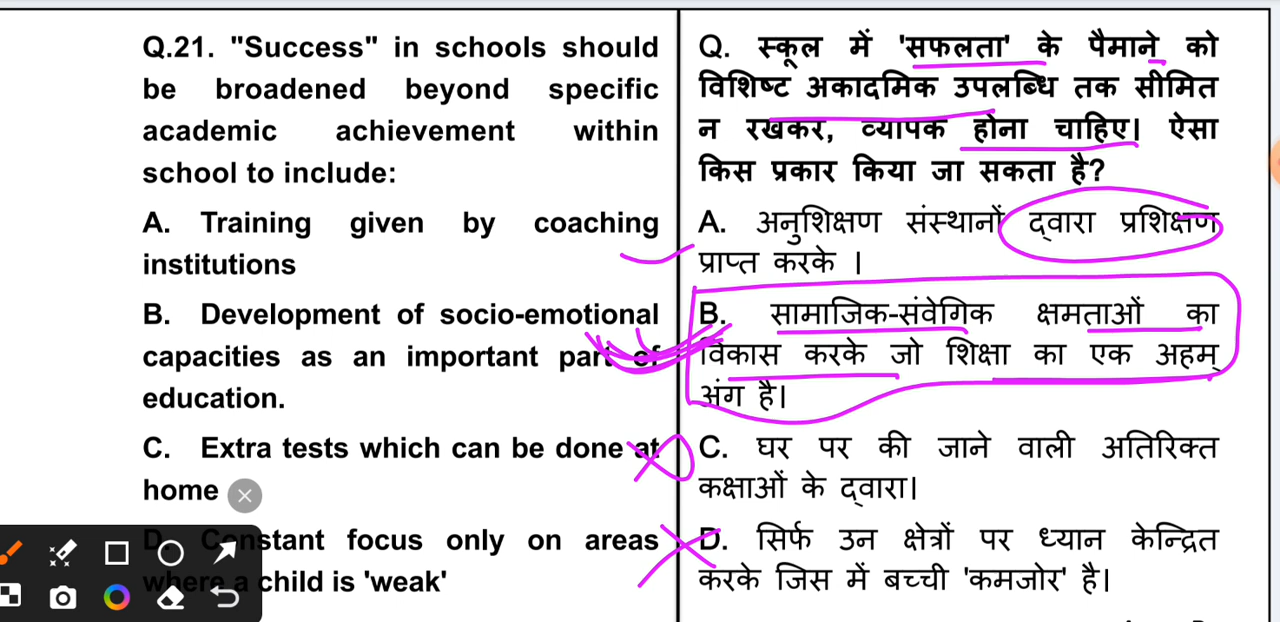 Q.21. "Success" in schools should
be broadened beyond specific
academic achievement within
school to include:
A. Training given by coaching
institutions
B. Development of socio-emotional
capacities as an important part of
education.
C. Extra tests which can be done at
home
D. Constant focus only on areas
where a child is 'weak'
Q. स्कूल में 'सफलता' के पैमाने को
विशिष्ट अकादमिक उपलब्धि तक सीमित
न रखकर, व्यापक होना चाहिए। ऐसा
किस प्रकार किया जा सकता है?
A. अनुशिक्षण संस्थानों द्वारा प्रशिक्षण
प्राप्त करके ।
B. सामाजिक-संवेगिक क्षमताओं का
विकास करके जो शिक्षा का एक अहम्
अंग है।
C. घर पर की जाने वाली अतिरिक्त
कक्षाओं के द्वारा।
D. सिर्फ उन क्षेत्रों पर ध्यान केन्द्रित
करके जिस में बच्ची 'कमजोर' है।